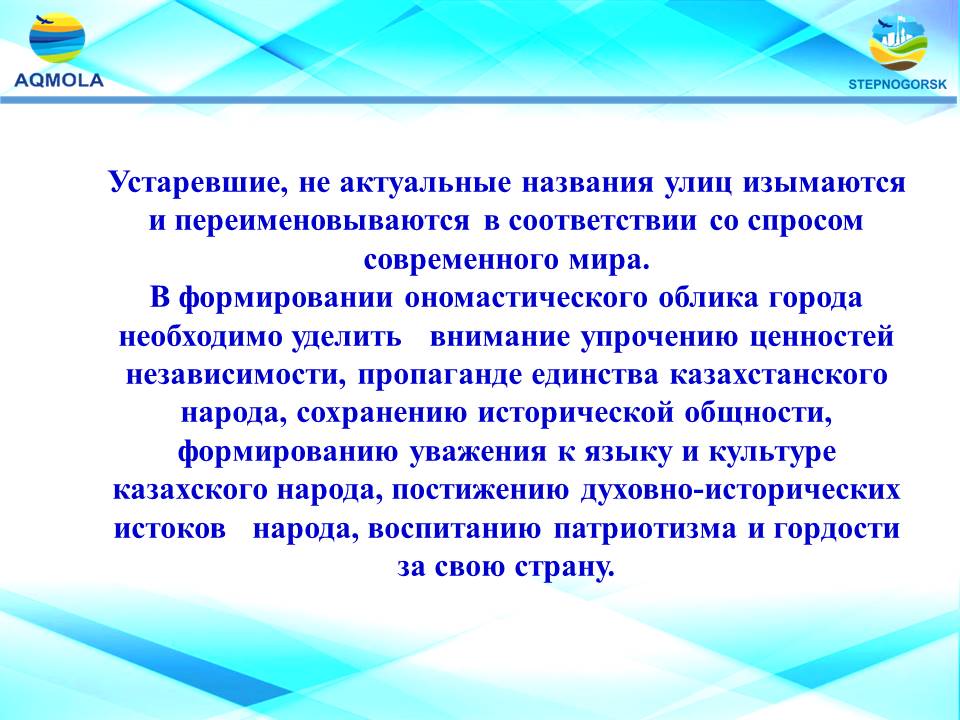 AQMOLA
STEPNOGORSK
Устаревшие, не актуальные названия улиц изымаются
и переименовываются в соответствии со спросом
современного мира.
В формировании ономастического облика города
необходимо уделить   внимание упрочению ценностей
независимости, пропаганде единства казахстанского
народа, сохранению исторической общности,
формированию уважения к языку и культуре
казахского народа, постижению духовно-исторических
истоков   народа, воспитанию патриотизма и гордости
за свою страну.